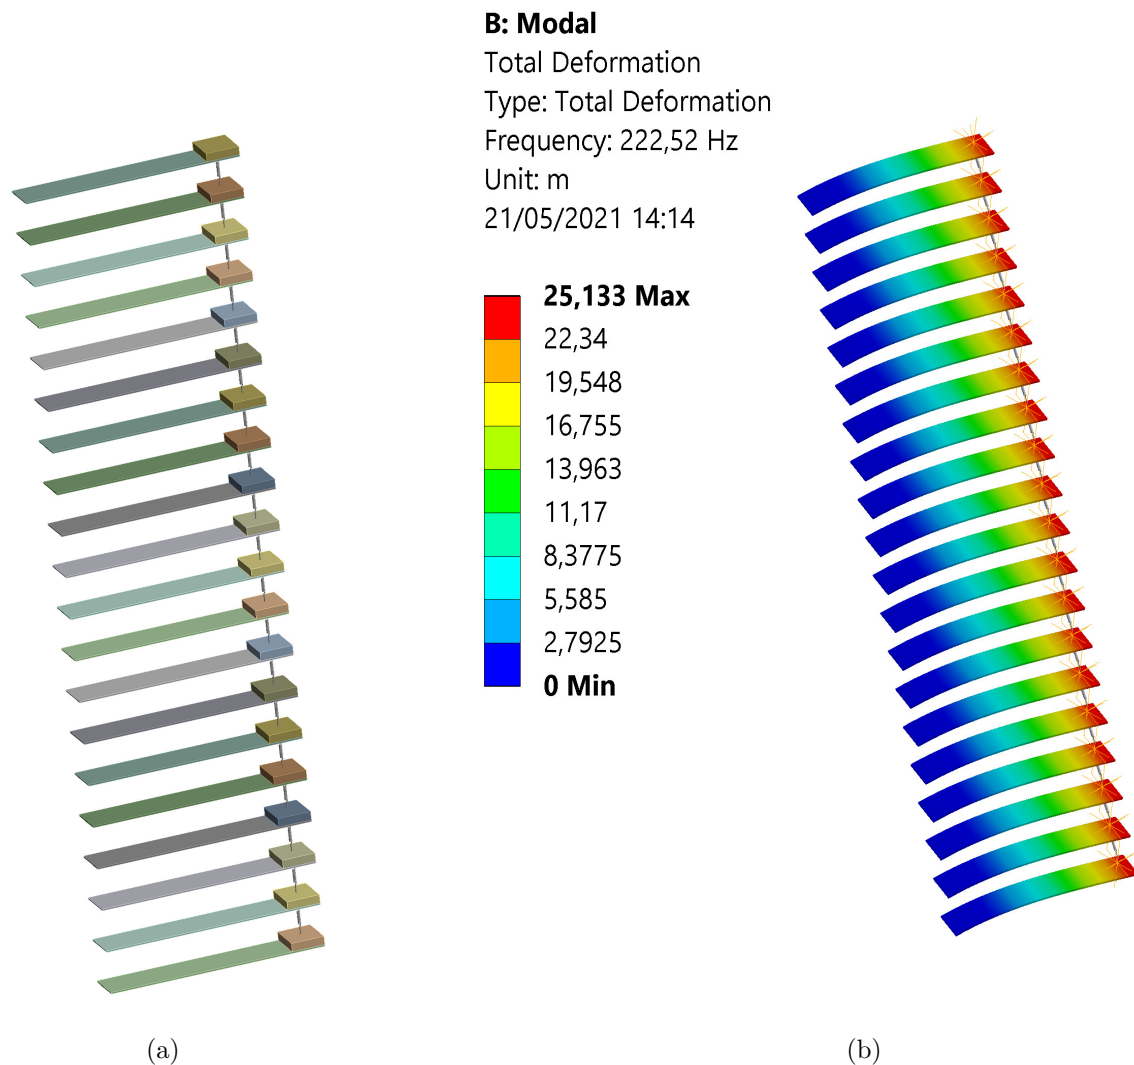 B: Modal
Total Deformation
Type: Total Deformation
Frequency: 222,52 Hz
Unit: m
21/05/2021 14:14
25,133 Max
22,34
19,548
16,755
13,963
11,17
8,3775
5,585
2,7925
0 Min
(a)
(b)